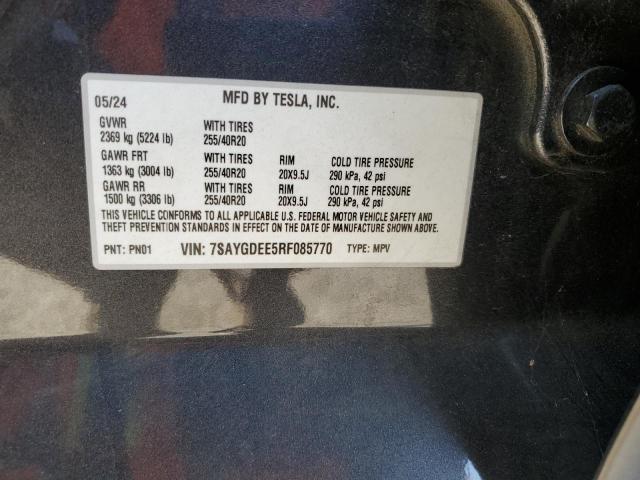 05/24 MFD BY TESLA, INC.
GVWR WITH TIRES
2369 kg (5224 lb) 255/40R20
GAWR FRT WITH TIRES RIM COLD TIRE PRESSURE
1363 kg (3004 lb) 255/40R20 20X9.5J 290 kPa, 42 psi
GAWR RR WITH TIRES RIM COLD TIRE PRESSURE
1500 kg (3306 lb) 255/40R20 20X9.5J 290 kPa, 42 psi
THIS VEHICLE CONFORMS TO ALL APPLICABLE U.S. FEDERAL MOTOR VEHICLE SAFETY AND
THEFT PREVENTION STANDARDS IN EFFECT ON THE DATE OF MANUFACTURE SHOWN ABOVE.
PNT: PN01 VIN: 7SAYGDEE5RF085770 TYPE: MPV